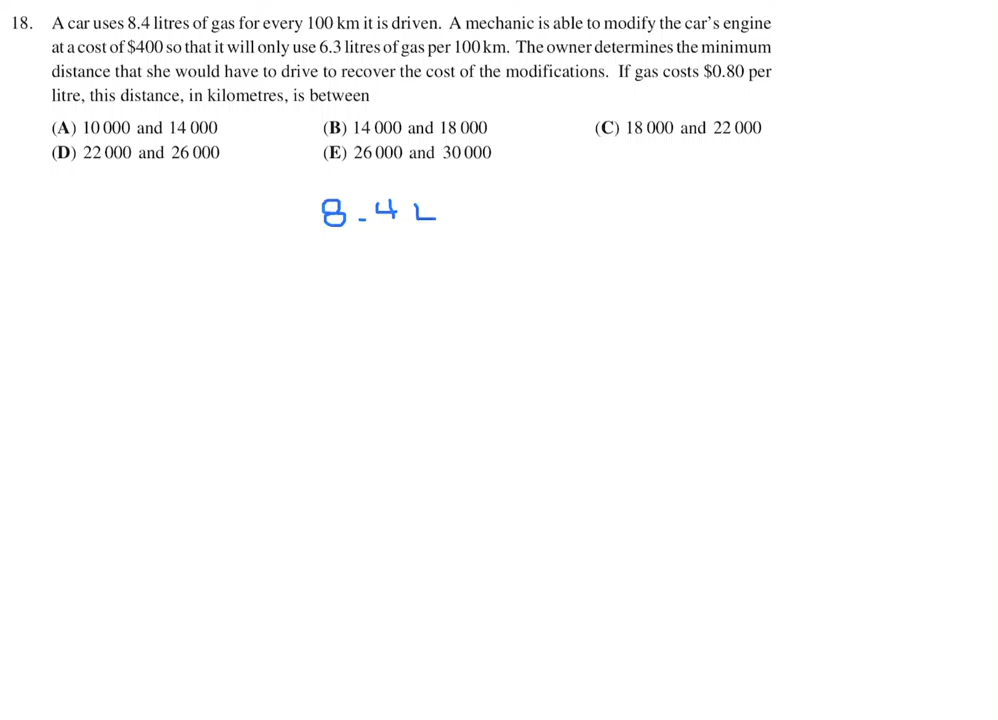 18. A car uses 8.4 litres of gas for every 100 km it is driven. A mechanic is able to modify the car's engine
at a cost of $400 so that it will only use 6.3 litres of gas per 100 km. The owner determines the minimum
distance that she would have to drive to recover the cost of the modifications. If gas costs $0.80 per
litre, this distance, in kilometres, is between
(A) 10 000 and 14 000 (B) 14 000 and 18 000 (C) 18 000 and 22 000
(D) 22 000 and 26 000 (E) 26 000 and 30 000
8.4 L